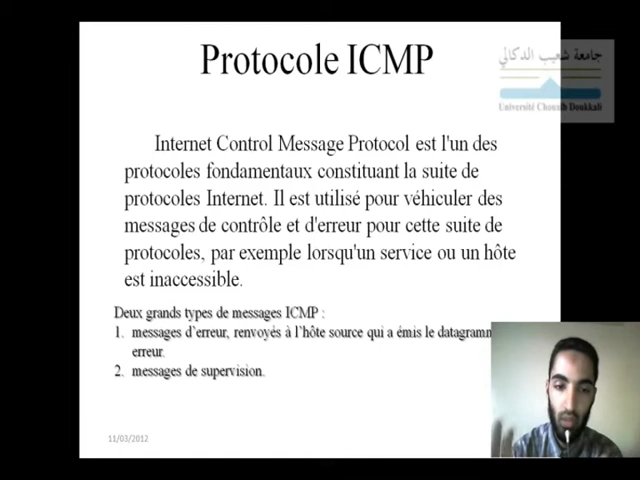 Protocole ICMP
جامعة شعيب الدكالي
Université Chouaib Doukkali
Internet Control Message Protocol est l'un des
protocoles fondamentaux constituant la suite de
protocoles Internet. Il est utilisé pour véhiculer des
messages de contrôle et d'erreur pour cette suite de
protocoles, par exemple lorsqu'un service ou un hôte
est inaccessible.
Deux grands types de messages ICMP :
1. messages d'erreur, renvoyés à l'hôte source qui a émis le
erreur.
2. messages de supervision.
11/03/2012